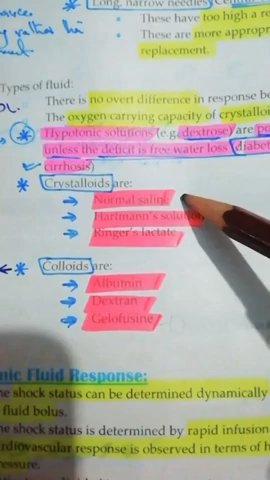 Long, narrow needles
These have too high a
These are more approp
replacement.
Types of fluid:
There is no overt difference in response be
The oxygen carrying capacity of crystallo
Hypotonic solutions (e.g. dextrose) are
unless the deficit is free water loss (diabet
cirrhosis)
Crystalloids are:
Normal salin
Hartmann's solution
Ringer's lactate
Colloids are:
Albumin
Dextran
Gelofusine
Fluid Response:
shock status can be determined dynamically
fluid bolus.
shock status is determined by rapid infusion
cardiovascular response is observed in terms of